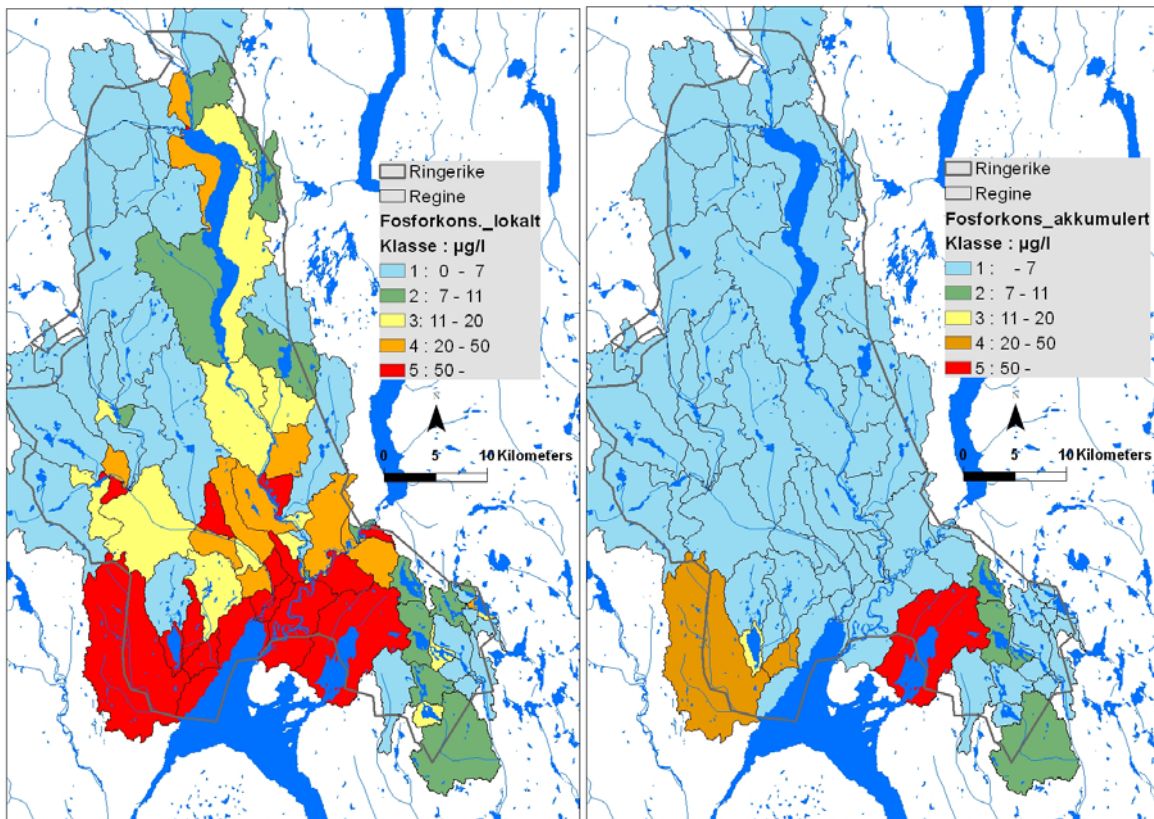 Ringerike
Regine
Fosforkons._lokalt
Klasse : µg/l
1 : 0 - 7
2 : 7 - 11
3: 11 - 20
4 : 20 - 50
5 : 50 -
N
0 5 10 Kilometers
Ringerike
Regine
Fosforkons_akkumulert
Klasse : µg/l
1 : - 7
2 : 7 - 11
3 : 11 - 20
4 : 20 - 50
5 : 50 -
N
0 5 10 Kilometers